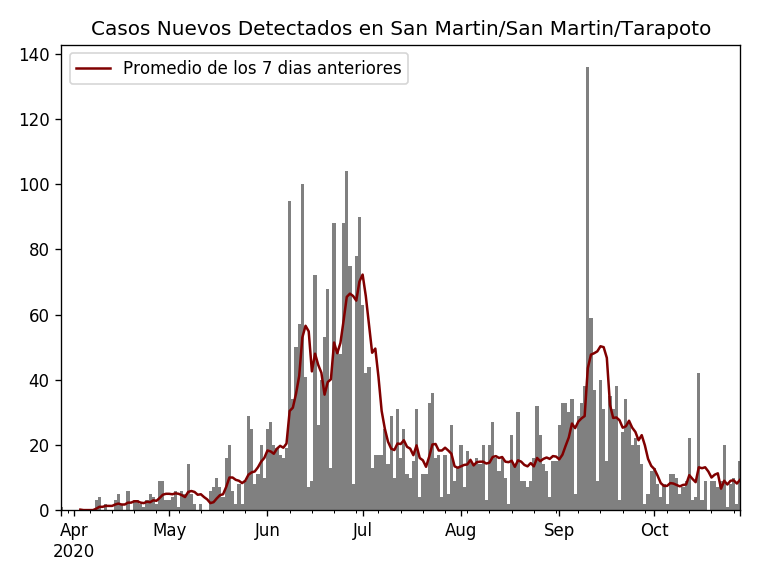 Casos Nuevos Detectados en San Martin/San Martin/Tarapoto
Promedio de los 7 dias anteriores
140
120
100
80
60
40
20
0
Apr
2020
May
Jun
Jul
Aug
Sep
Oct